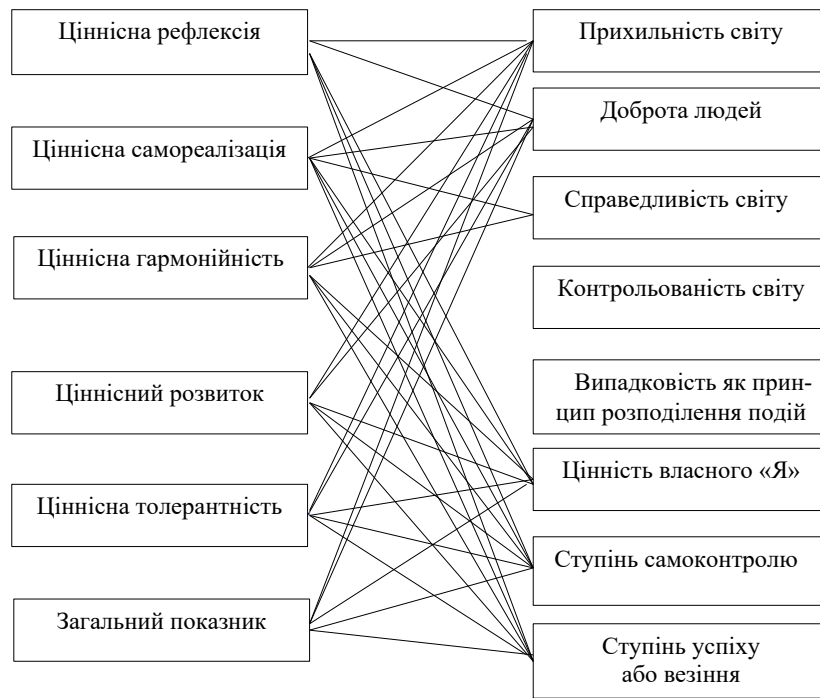 Ціннісна рефлексія
Ціннісна самореалізація
Ціннісна гармонійність
Ціннісний розвиток
Ціннісна толерантність
Загальний показник
Прихильність світу
Доброта людей
Справедливість світу
Контрольованість світу
Випадковість як прин-
цип розподілення подій
Цінність власного «Я»
Ступінь самоконтролю
Ступінь успіху
або везіння